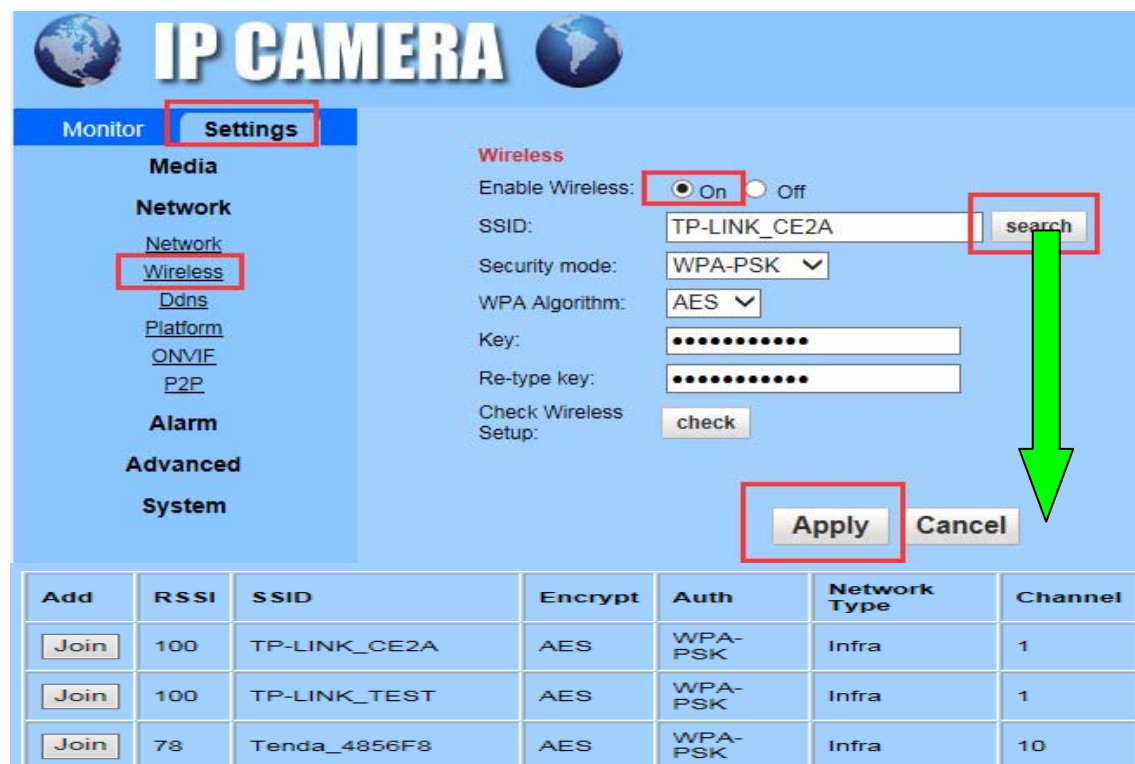 IP CAMERA
Monitor Settings
Media
Network
Network
Wireless
Ddns
Platform
ONVIF
P2P
Alarm
Advanced
System
Wireless
Enable Wireless: On Off
SSID: TP-LINK_CE2A search
Security mode: WPA-PSK
WPA Algorithm: AES
Key: •••••••••••
Re-type key: •••••••••••
Check Wireless
Setup: check
Apply Cancel
Add RSSI SSID Encrypt Auth Network Type Channel
Join 100 TP-LINK_CE2A AES WPA-PSK Infra 1
Join 100 TP-LINK_TEST AES WPA-PSK Infra 1
Join 78 Tenda_4856F8 AES WPA-PSK Infra 10